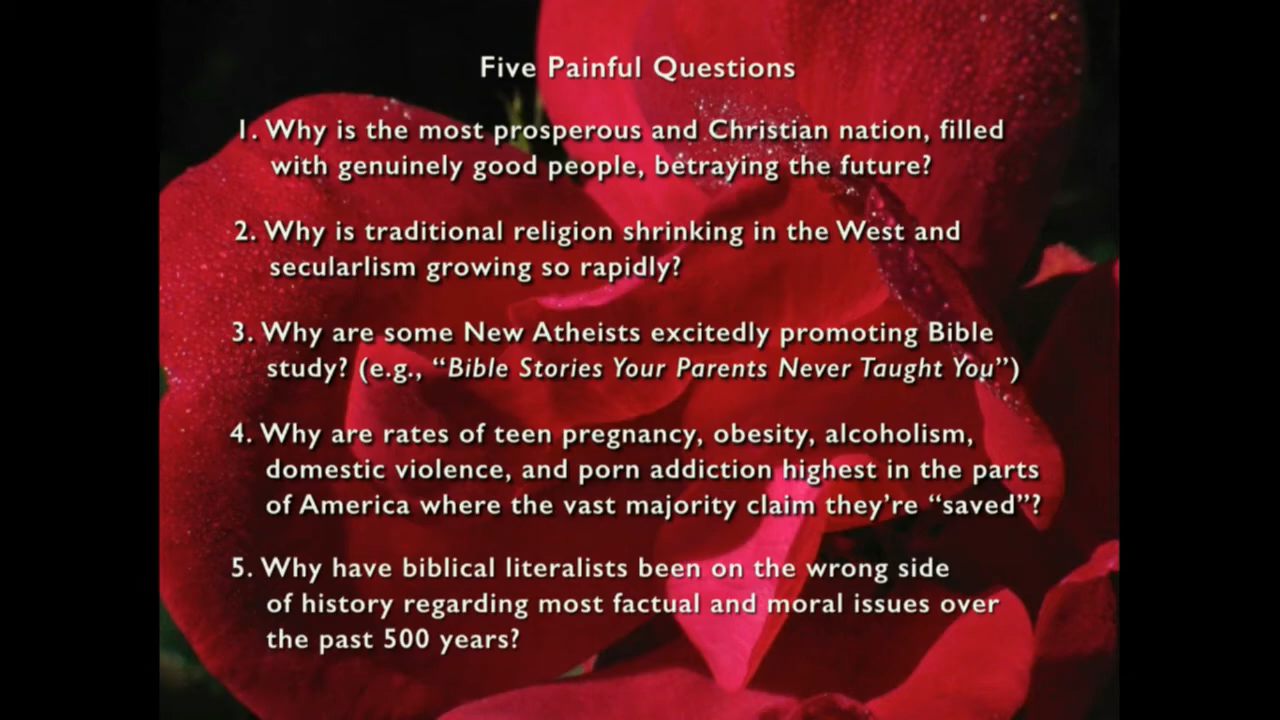 Five Painful Questions
1. Why is the most prosperous and Christian nation, filled
with genuinely good people, betraying the future?
2. Why is traditional religion shrinking in the West and
secularlism growing so rapidly?
3. Why are some New Atheists excitedly promoting Bible
study? (e.g., “Bible Stories Your Parents Never Taught You”)
4. Why are rates of teen pregnancy, obesity, alcoholism,
domestic violence, and porn addiction highest in the parts
of America where the vast majority claim they’re “saved”?
5. Why have biblical literalists been on the wrong side
of history regarding most factual and moral issues over
the past 500 years?